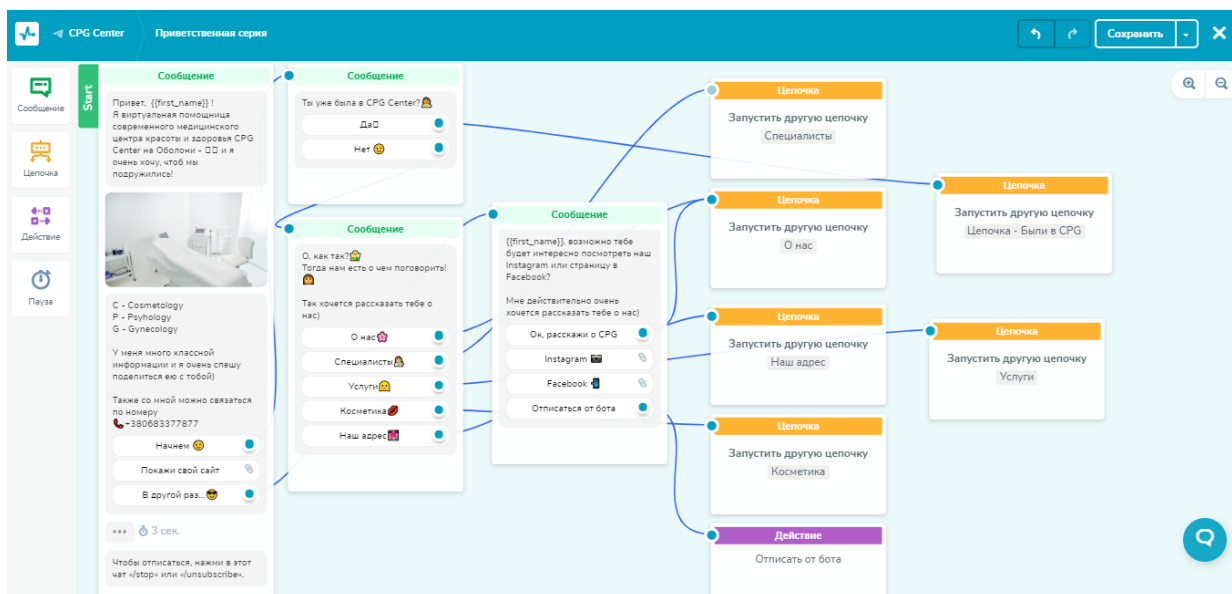 CPG Center
Приветственная серия
Сохранить
Сообщение
Цепочка
Действие
Пауза
Start
Сообщение
Привет, {{first_name}} !
Я виртуальная помощница
современного медицинского
центра красоты и здоровья CPG
Center на Оболони - 🀆🀆 и я
очень хочу, чтоб мы
подружились!
C - Cosmetology
P - Psyhology
G - Gynecology
У меня много классной
информации и я очень спешу
поделиться ею с тобой)
Также со мной можно связаться
по номеру
📞+380683377877
Начнем 😉
Покажи свой сайт
В другой раз...😎
3 сек.
Чтобы отписаться, нажми в этот
чат «/stop» или «/unsubscribe».
Сообщение
Ты уже была в CPG Center?
Да
Нет
Сообщение
О, как так?
Тогда нам есть о чем поговорить!
Так хочется рассказать тебе о
нас)
О нас
Специалисты
Услуги
Косметика
Наш адрес
Сообщение
{{first_name}}, возможно тебе
будет интересно посмотреть наш
Instagram или страницу в
Facebook?
Мне действительно очень
хочется рассказать тебе о нас)
Ок, расскажи о CPG
Instagram
Facebook
Отписаться от бота
Цепочка
Запустить другую цепочку
Специалисты
Цепочка
Запустить другую цепочку
О нас
Цепочка
Запустить другую цепочку
Наш адрес
Цепочка
Запустить другую цепочку
Косметика
Действие
Отписать от бота
Цепочка
Запустить другую цепочку
Цепочка - Были в CPG
Цепочка
Запустить другую цепочку
Услуги